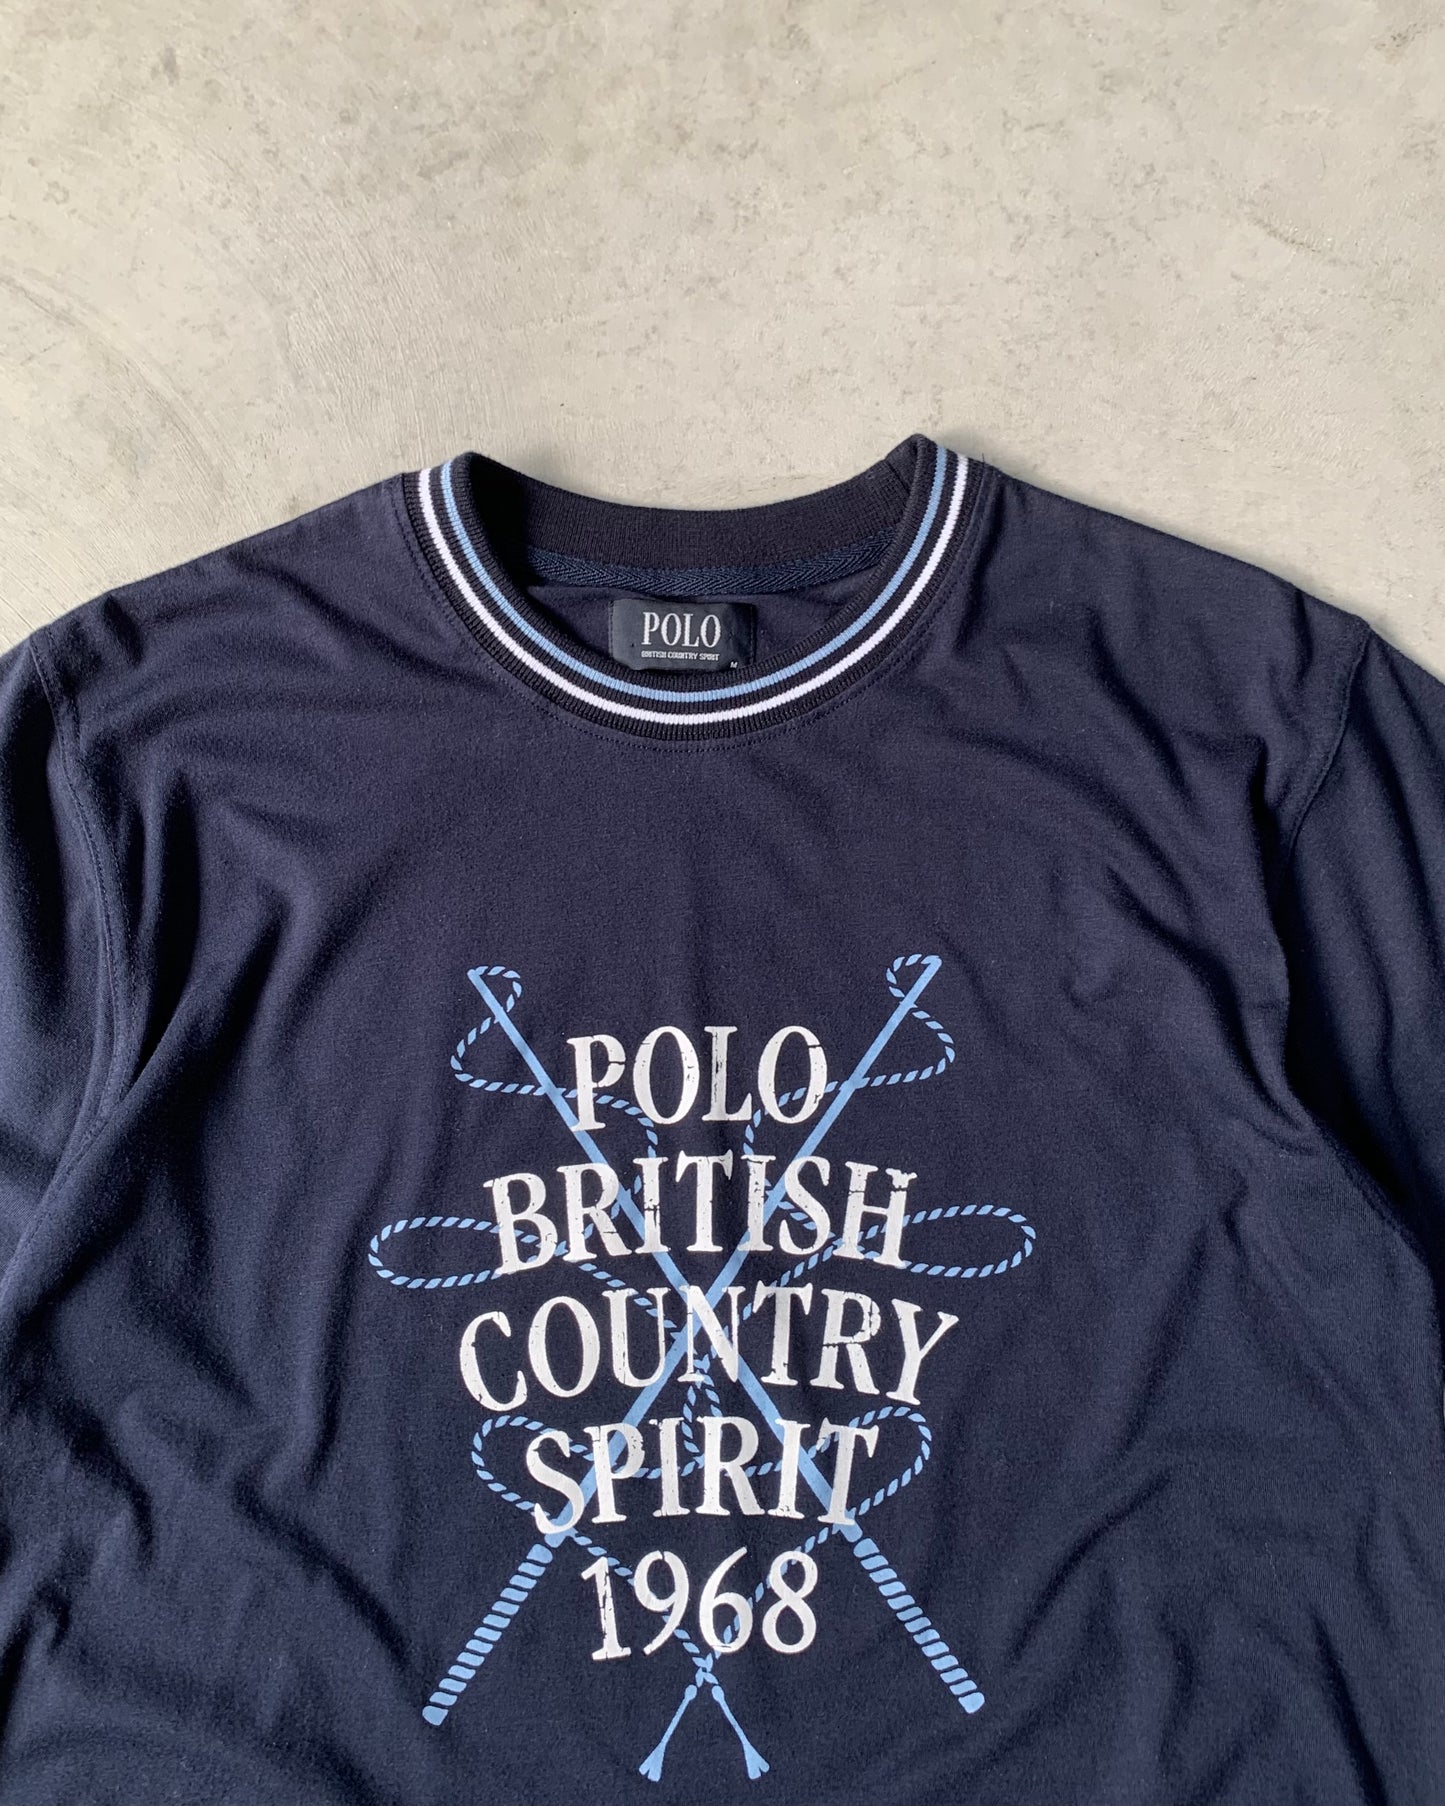 POLO
BRITISH COUNTRY SPIRIT
M
POLO
BRITISH
COUNTRY
SPIRIT
1968